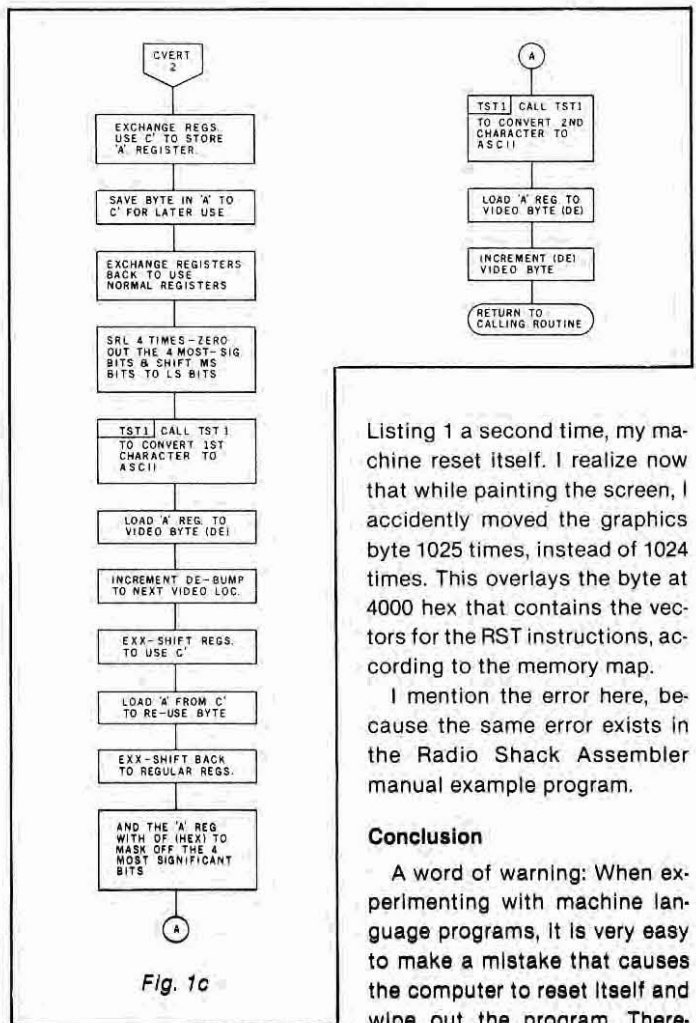 CVERT
2
EXCHANGE REGS.
USE C' TO STORE
'A' REGISTER.
SAVE BYTE IN 'A' TO
C' FOR LATER USE
EXCHANGE REGISTERS
BACK TO USE
NORMAL REGISTERS
SRL 4 TIMES-ZERO
OUT THE 4 MOST-SIG
BITS & SHIFT MS
BITS TO LS BITS
TST1 CALL TST 1
TO CONVERT 1ST
CHARACTER TO
ASCII
LOAD 'A' REG. TO
VIDEO BYTE (DE)
INCREMENT DE-BUMP
TO NEXT VIDEO LOC.
EXX-SHIFT REGS.
TO USE C'
LOAD 'A' FROM C'
TO RE-USE BYTE
EXX-SHIFT BACK
TO REGULAR REGS.
AND THE 'A' REG
WITH OF (HEX) TO
MASK OFF THE 4
MOST SIGNIFICANT
BITS
A
Fig. 1c
A
TST1 CALL TST1
TO CONVERT 2ND
CHARACTER TO
ASCII
LOAD 'A' REG. TO
VIDEO BYTE (DE)
INCREMENT (DE)
VIDEO BYTE
RETURN TO
CALLING ROUTINE
Listing 1 a second time, my ma-
chine reset itself. I realize now
that while painting the screen, I
accidently moved the graphics
byte 1025 times, instead of 1024
times. This overlays the byte at
4000 hex that contains the vec-
tors for the RST instructions, ac-
cording to the memory map.
I mention the error here, be-
cause the same error exists in
the Radio Shack Assembler
manual example program.
Conclusion
A word of warning: When ex-
perimenting with machine lan-
guage programs, it is very easy
to make a mistake that causes
the computer to reset itself and
wipe out the program. There-